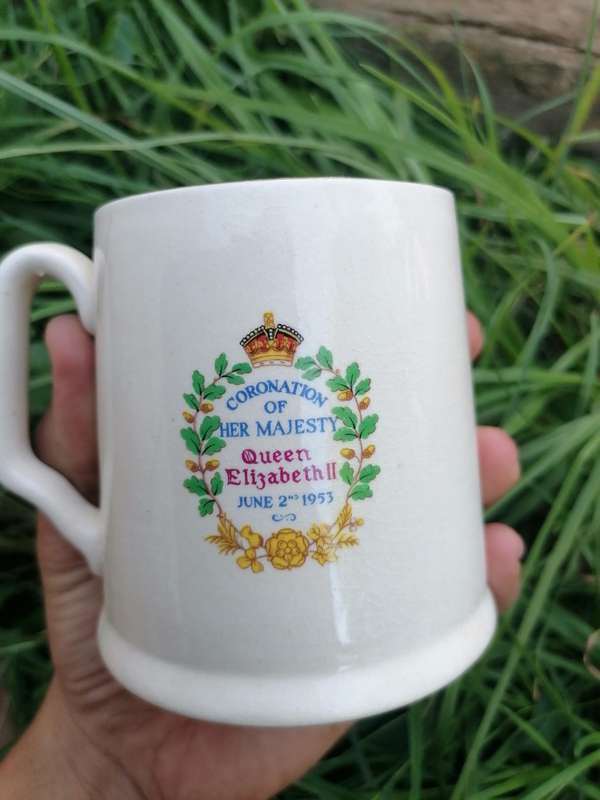 CORONATION
OF
HER MAJESTY
Queen
Elizabeth II
JUNE 2ND 1953